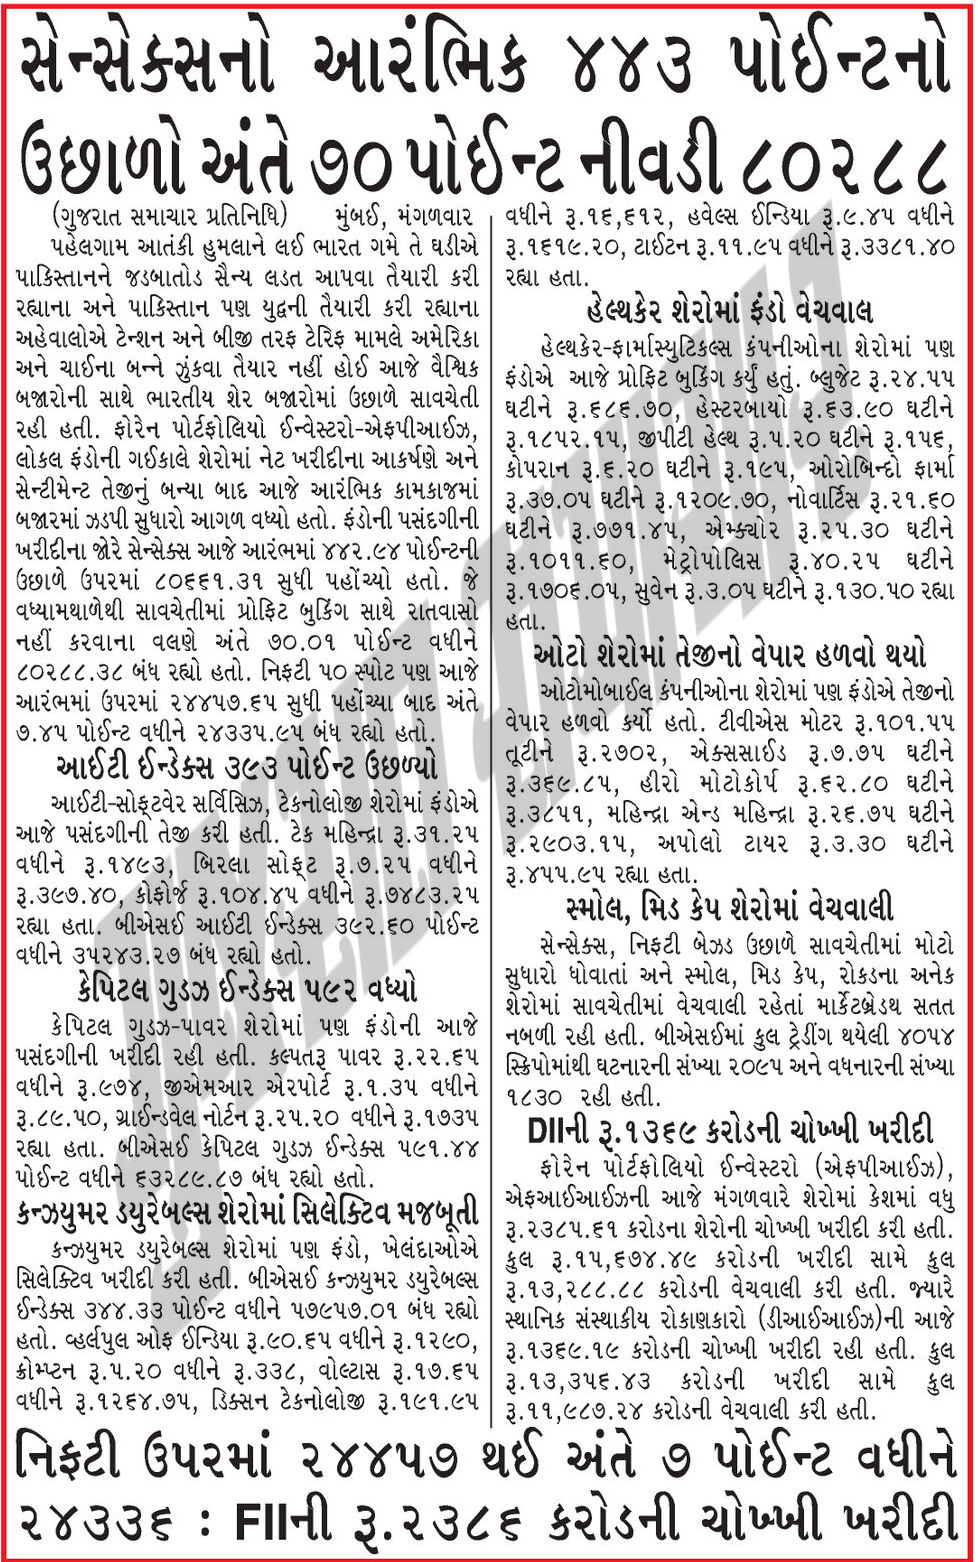 સેન્સેક્સનો આરંભિક ૪૪૩ પોઈન્ટનો
ઉછાળો અંતે ૭૦ પોઈન્ટ નીવડી ૮૦૨૮૮
(ગુજરાત સમાચાર પ્રતિનિધિ) મુંબઈ, મંગળવાર
પહેલગામ આતંકી હુમલાને લઈ ભારત ગમે તે ઘડીએ
પાકિસ્તાનને જડબાતોડ સૈન્ય લડત આપવા તૈયારી કરી
રહ્યાના અને પાકિસ્તાન પણ યુદ્ધની તૈયારી કરી રહ્યાના
અહેવાલોએ ટેન્શન અને બીજી તરફ ટેરિફ મામલે અમેરિકા
અને ચાઈના બન્ને ઝુંકવા તૈયાર નહીં હોઈ આજે વૈશ્વિક
બજારોની સાથે ભારતીય શેર બજારોમાં ઉછાળે સાવચેતી
રહી હતી. ફોરેન પોર્ટફોલિયો ઈન્વેસ્ટરો-એફપીઆઈઝ,
લોકલ ફંડોની ગઈકાલે શેરોમાં નેટ ખરીદીના આકર્ષણે અને
સેન્ટીમેન્ટ તેજીનું બન્યા બાદ આજે આરંભિક કામકાજમાં
બજારમાં ઝડપી સુધારો આગળ વધ્યો હતો. ફંડોની પસંદગીની
ખરીદીના જોરે સેન્સેક્સ આજે આરંભમાં ૪૪૨.૯૪ પોઈન્ટની
ઉછાળે ઉપરમાં ૮૦૬૬૧.૩૧ સુધી પહોંચ્યો હતો. જે
વધ્યામથાળેથી સાવચેતીમાં પ્રોફિટ બુકિંગ સાથે રાતવાસો
નહીં કરવાના વલણે અંતે ૭૦.૦૧ પોઈન્ટ વધીને
૮૦૨૮૮.૩૮ બંધ રહ્યો હતો. નિફ્ટી ૫૦ સ્પોટ પણ આજે
આરંભમાં ઉપરમાં ૨૪૪૫૭.૬૫ સુધી પહોંચ્યા બાદ અંતે
૭.૪૫ પોઈન્ટ વધીને ૨૪૩૩૫.૯૫ બંધ રહ્યો હતો.
આઈટી ઈન્ડેક્સ ૩૯૩ પોઈન્ટ ઉછળ્યો
આઈટી-સોફ્ટવેર સર્વિસિઝ, ટેકનોલોજી શેરોમાં ફંડોએ
આજે પસંદગીની તેજી કરી હતી. ટેક મહિન્દ્રા રૂ.૩૧.૨૫
વધીને રૂ.૧૪૯૩, બિરલા સોફ્ટ રૂ.૭.૨૫ વધીને
રૂ.૩૯૭.૪૦, કોફોર્જ રૂ.૧૦૪.૪૫ વધીને રૂ.૭૪૮૩.૨૫
રહ્યા હતા. બીએસઈ આઈટી ઈન્ડેક્સ ૩૯૨.૬૦ પોઈન્ટ
વધીને ૩૫૨૪૩.૨૭ બંધ રહ્યો હતો.
કેપિટલ ગુડઝ ઈન્ડેક્સ ૫૯૨ વધ્યો
કેપિટલ ગુડઝ-પાવર શેરોમાં પણ ફંડોની આજે
પસંદગીની ખરીદી રહી હતી. કલ્પતરૂ પાવર રૂ.૨૨.૬૫
વધીને રૂ.૯૭૪, જીએમઆર એરપોર્ટ રૂ.૧.૩૫ વધીને
રૂ.૮૯.૫૦, ગ્રાઈન્ડવેલ નોર્ટન રૂ.૨૫.૨૦ વધીને રૂ.૧૭૩૫
રહ્યા હતા. બીએસઈ કેપિટલ ગુડઝ ઈન્ડેક્સ ૫૯૧.૪૪
પોઈન્ટ વધીને ૬૩૨૮૯.૮૭ બંધ રહ્યો હતો.
કન્ઝયુમર ડયુરેબલ્સ શેરોમાં સિલેક્ટિવ મજબૂતી
કન્ઝયુમર ડયુરેબલ્સ શેરોમાં પણ ફંડો, ખેલંદાઓએ
સિલેક્ટિવ ખરીદી કરી હતી. બીએસઈ કન્ઝયુમર ડયુરેબલ્સ
ઈન્ડેક્સ ૩૪૪.૩૩ પોઈન્ટ વધીને ૫૭૯૫૭.૦૧ બંધ રહ્યો
હતો. વ્હર્લપુલ ઓફ ઈન્ડિયા રૂ.૯૦.૬૫ વધીને રૂ.૧૨૯૦,
ક્રોમ્પ્ટન રૂ.૫.૨૦ વધીને રૂ.૩૩૮, વોલ્ટાસ રૂ.૧૭.૬૫
વધીને રૂ.૧૨૬૪.૭૫, ડિક્સન ટેકનોલોજી રૂ.૧૯૧.૯૫
વધીને રૂ.૧૬,૬૧૨, હવેલ્સ ઈન્ડિયા રૂ.૯.૪૫ વધીને
રૂ.૧૬૧૯.૨૦, ટાઈટન રૂ.૧૧.૯૫ વધીને રૂ.૩૩૮૧.૪૦
રહ્યા હતા.
હેલ્થકેર શેરોમાં ફંડો વેચવાલ
હેલ્થકેર-ફાર્માસ્યુટિકલ્સ કંપનીઓના શેરોમાં પણ
ફંડોએ આજે પ્રોફિટ બુકિંગ કર્યું હતું. બ્લુજેટ રૂ.૨૪.૫૫
ઘટીને રૂ.૬૮૬.૭૦, હેસ્ટરબાયો રૂ.૬૩.૯૦ ઘટીને
રૂ.૧૮૫૨.૧૫, જીપીટી હેલ્થ રૂ.૫.૨૦ ઘટીને રૂ.૧૫૬,
કોપરાન રૂ.૬.૨૦ ઘટીને રૂ.૧૯૫, ઓરોબિન્દો ફાર્મા
રૂ.૩૭.૦૫ ઘટીને રૂ.૧૨૦૯.૭૦, નોવાર્ટિસ રૂ.૨૧.૬૦
ઘટીને રૂ.૭૭૧.૪૫, એમ્ક્યોર રૂ.૨૫.૩૦ ઘટીને
રૂ.૧૦૧૧.૬૦, મેટ્રોપોલિસ રૂ.૪૦.૨૫ ઘટીને
રૂ.૧૭૦૬.૦૫, સુવેન રૂ.૩.૦૫ ઘટીને રૂ.૧૩૦.૫૦ રહ્યા
હતા.
ઓટો શેરોમાં તેજીનો વેપાર હળવો થયો
ઓટોમોબાઈલ કંપનીઓના શેરોમાં પણ ફંડોએ તેજીનો
વેપાર હળવો કર્યો હતો. ટીવીએસ મોટર રૂ.૧૦૧.૫૫
તૂટીને રૂ.૨૭૦૨, એક્સસાઈડ રૂ.૭.૭૫ ઘટીને
રૂ.૩૬૯.૮૫, હીરો મોટોકોર્પ રૂ.૬૨.૮૦ ઘટીને
રૂ.૩૮૫૧, મહિન્દ્રા એન્ડ મહિન્દ્રા રૂ.૨૬.૭૫ ઘટીને
રૂ.૨૯૦૩.૧૫, અપોલો ટાયર રૂ.૩.૩૦ ઘટીને
રૂ.૪૫૫.૯૫ રહ્યા હતા.
સ્મોલ, મિડ કેપ શેરોમાં વેચવાલી
સેન્સેક્સ, નિફ્ટી બેઝડ ઉછાળે સાવચેતીમાં મોટો
સુધારો ધોવાતાં અને સ્મોલ, મિડ કેપ, રોકડના અનેક
શેરોમાં સાવચેતીમાં વેચવાલી રહેતાં માર્કેટબ્રેડથ સતત
નબળી રહી હતી. બીએસઈમાં કુલ ટ્રેડીંગ થયેલી ૪૦૫૪
સ્ક્રિપોમાંથી ઘટનારની સંખ્યા ૨૦૯૫ અને વધનારની સંખ્યા
૧૮૩૦ રહી હતી.
DIIની રૂ.૧૩૬૯ કરોડની ચોખ્ખી ખરીદી
ફોરેન પોર્ટફોલિયો ઈન્વેસ્ટરો (એફપીઆઈઝ),
એફઆઈઆઈઝની આજે મંગળવારે શેરોમાં કેશમાં વધુ
રૂ.૨૩૮૫.૬૧ કરોડના શેરોની ચોખ્ખી ખરીદી કરી હતી.
કુલ રૂ.૧૫,૬૭૪.૪૯ કરોડની ખરીદી સામે કુલ
રૂ.૧૩,૨૮૮.૮૮ કરોડની વેચવાલી કરી હતી. જ્યારે
સ્થાનિક સંસ્થાકીય રોકાણકારો (ડીઆઈઆઈઝ)ની આજે
રૂ.૧૩૬૯.૧૯ કરોડની ચોખ્ખી ખરીદી રહી હતી. કુલ
રૂ.૧૩,૩૫૬.૪૩ કરોડની ખરીદી સામે કુલ
રૂ.૧૧,૯૮૭.૨૪ કરોડની વેચવાલી કરી હતી.
નિફ્ટી ઉપરમાં ૨૪૪૫૭ થઈ અંતે ૭ પોઈન્ટ વધીને
૨૪૩૩૬ : FIIની રૂ.૨૩૮૬ કરોડની ચોખ્ખી ખરીદી